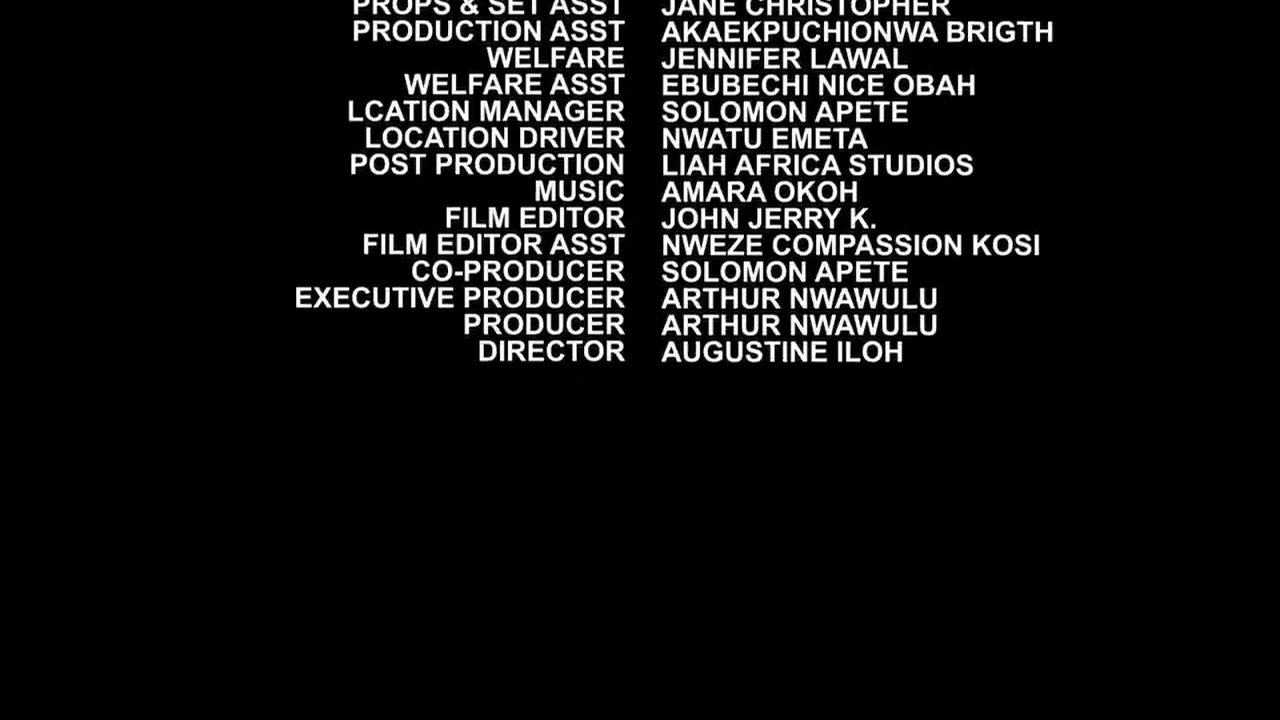 PROPS & SET ASST JANE CHRISTOPHER
PRODUCTION ASST AKAEKPUCHIONWA BRIGTH
WELFARE JENNIFER LAWAL
WELFARE ASST EBUBECHI NICE OBAH
LCATION MANAGER SOLOMON APETE
LOCATION DRIVER NWATU EMETA
POST PRODUCTION LIAH AFRICA STUDIOS
MUSIC AMARA OKOH
FILM EDITOR JOHN JERRY K.
FILM EDITOR ASST NWEZE COMPASSION KOSI
CO-PRODUCER SOLOMON APETE
EXECUTIVE PRODUCER ARTHUR NWAWULU
PRODUCER ARTHUR NWAWULU
DIRECTOR AUGUSTINE ILOH